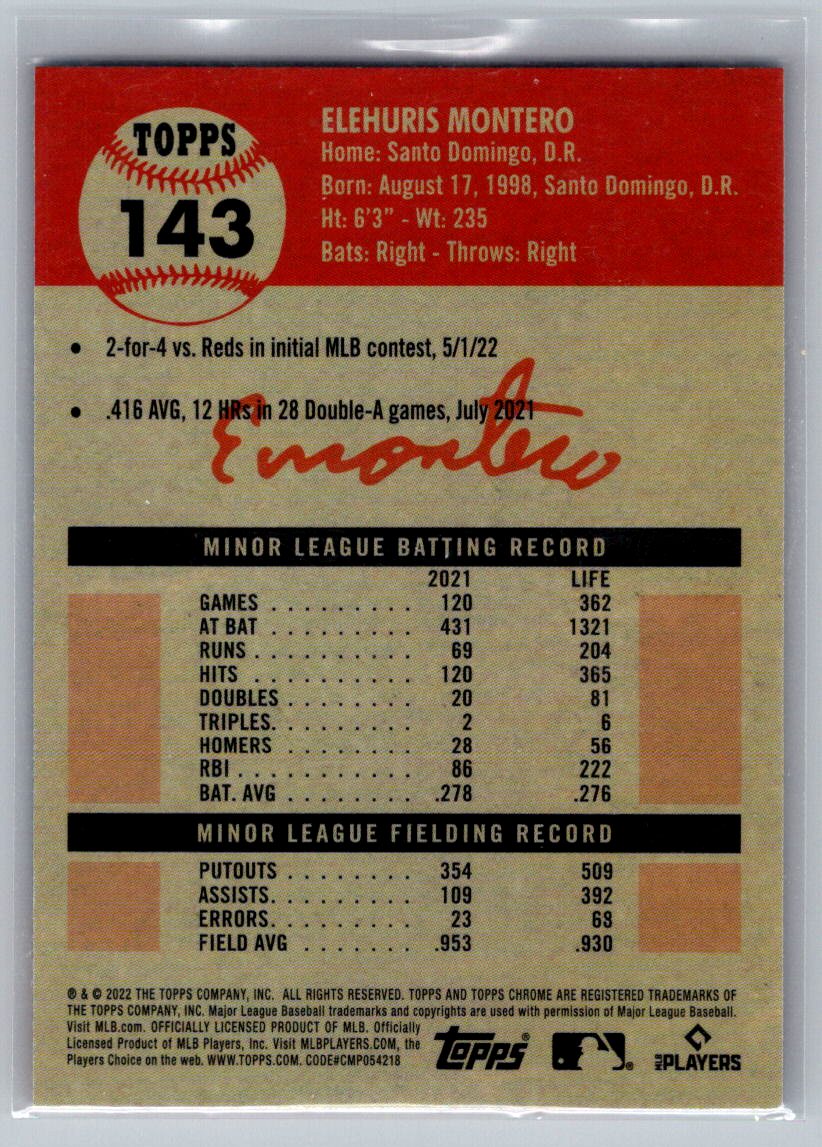 TOPPS
143
ELEHURIS MONTERO
Home: Santo Domingo, D.R.
Born: August 17, 1998, Santo Domingo, D.R.
Ht: 6'3" - Wt: 235
Bats: Right - Throws: Right
• 2-for-4 vs. Reds in initial MLB contest, 5/1/22
• .416 AVG, 12 HRs in 28 Double-A games, July 2021
E montero
MINOR LEAGUE BATTING RECORD
2021 LIFE
GAMES . . . . . . . . . 120 362
AT BAT . . . . . . . . . 431 1321
RUNS . . . . . . . . . . 69 204
HITS . . . . . . . . . . 120 365
DOUBLES . . . . . . . . 20 81
TRIPLES. . . . . . . . . 2 6
HOMERS . . . . . . . . 28 56
RBI . . . . . . . . . . . 86 222
BAT. AVG . . . . . . . . .278 .276
MINOR LEAGUE FIELDING RECORD
PUTOUTS . . . . . . . . 354 509
ASSISTS. . . . . . . . . 109 392
ERRORS. . . . . . . . . 23 68
FIELD AVG . . . . . . . .953 .930
® & © 2022 THE TOPPS COMPANY, INC. ALL RIGHTS RESERVED. TOPPS AND TOPPS CHROME ARE REGISTERED TRADEMARKS OF
THE TOPPS COMPANY, INC. Major League Baseball trademarks and copyrights are used with permission of Major League Baseball.
Visit MLB.com. OFFICIALLY LICENSED PRODUCT OF MLB. Officially
Licensed Product of MLB Players, Inc. Visit MLBPLAYERS.COM, the
Players Choice on the web. WWW.TOPPS.COM. CODE#CMP054218
topps®
MLB PLAYERS